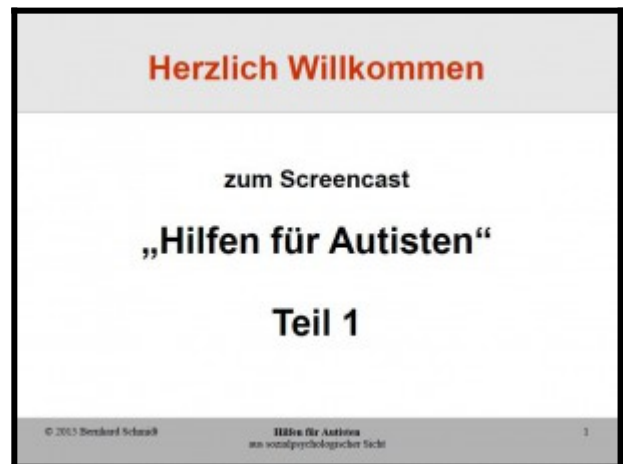 Herzlich Willkommen
zum Screencast
„Hilfen für Autisten“
Teil 1
© 2013 Bernhard Schmidt
Hilfen für Autisten
aus sozialpsychologischer Sicht
1